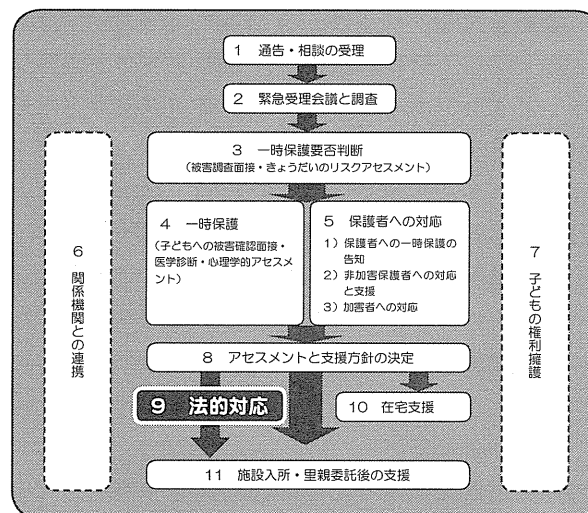 1 通告・相談の受理
2 緊急受理会議と調査
3 一時保護要否判断
(被害調査面接・きょうだいのリスクアセスメント)
4 一時保護
(子どもへの被害確認面接・
医学診断・心理学的アセスメ
ント)
5 保護者への対応
1)保護者への一時保護の
告知
2)非加害保護者への対応
と支援
3)加害者への対応
6 関係機関との連携
7 子どもの権利擁護
8 アセスメントと支援方針の決定
9 法的対応
10 在宅支援
11 施設入所・里親委託後の支援